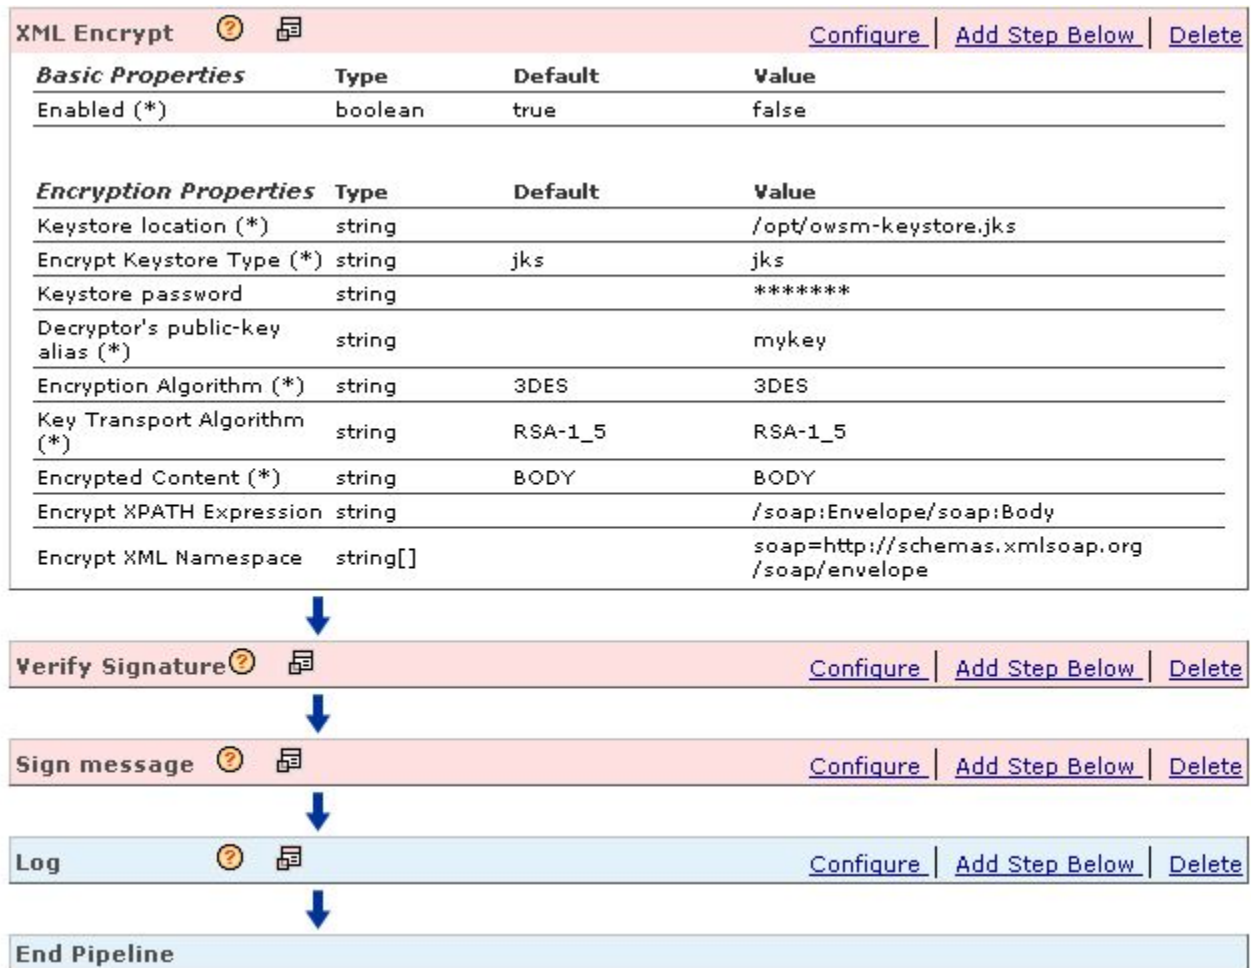 XML Encrypt ? Configure | Add Step Below | Delete
Basic Properties Type Default Value
Enabled (*) boolean true false
Encryption Properties Type Default Value
Keystore location (*) string /opt/owsm-keystore.jks
Encrypt Keystore Type (*) string jks jks
Keystore password string *******
Decryptor's public-key
alias (*) string mykey
Encryption Algorithm (*) string 3DES 3DES
Key Transport Algorithm
(*) string RSA-1_5 RSA-1_5
Encrypted Content (*) string BODY BODY
Encrypt XPATH Expression string /soap:Envelope/soap:Body
Encrypt XML Namespace string[] soap=http://schemas.xmlsoap.org
/soap/envelope
Verify Signature ? Configure | Add Step Below | Delete
Sign message ? Configure | Add Step Below | Delete
Log ? Configure | Add Step Below | Delete
End Pipeline